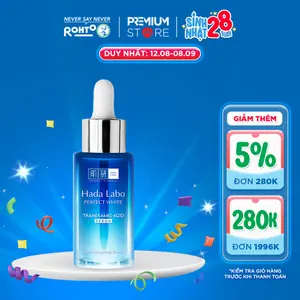 NEVER SAY NEVER
ROHTO
PREMIUM
STORE
SINH
NHẬT 28
DUY NHẤT: 12.08-08.09
GIẢM THÊM
5%
ĐƠN 280K
280K
ĐƠN 1996K
*KIỂM TRA GIỎ HÀNG
TRƯỚC KHI THANH TOÁN
Hada Labo
PERFECT WHITE
TRANEXAMIC ACID
SERUM